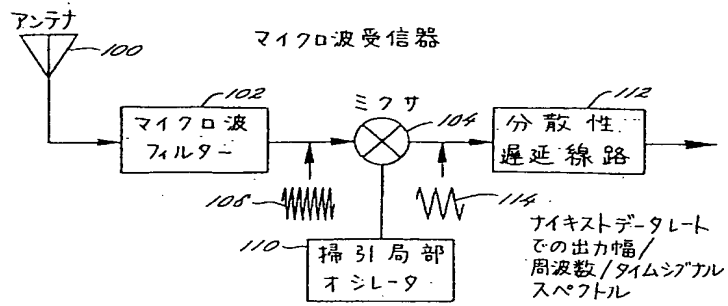 アンテナ
100
マイクロ波受信器
102
マイクロ波
フィルター
ミクサ
104
112
分散性
遅延線路
108
114
110
掃引局部
オシレータ
ナイキストデータレート
での出力幅/
周波数/タイムシグナル
スペクトル